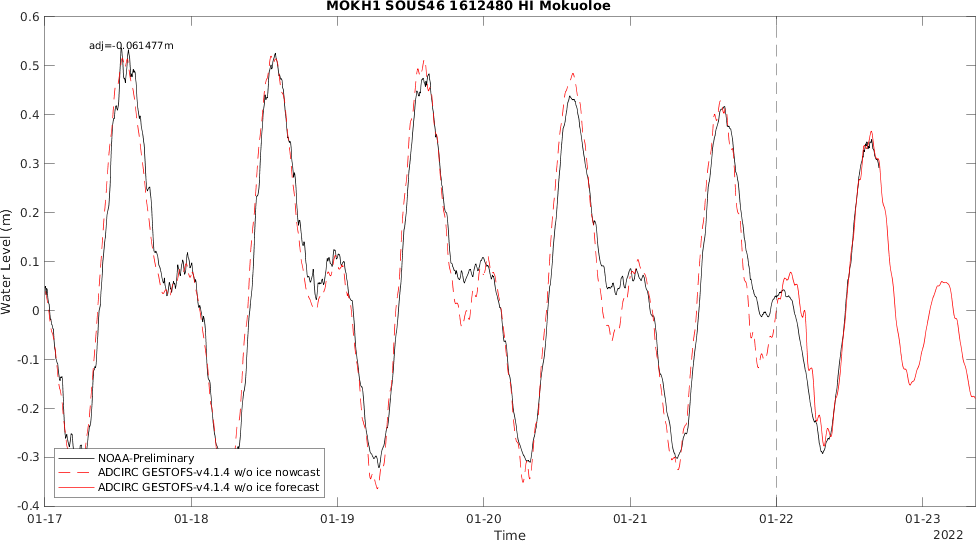 MOKH1 SOUS46 1612480 HI Mokuoloe
adj=-0.061477m
Water Level (m)
0.6
0.5
0.4
0.3
0.2
0.1
0
-0.1
-0.2
-0.3
-0.4
NOAA-Preliminary
ADCIRC GESTOFS-v4.1.4 w/o ice nowcast
ADCIRC GESTOFS-v4.1.4 w/o ice forecast
01-17 01-18 01-19 01-20 01-21 01-22 01-23
Time
2022